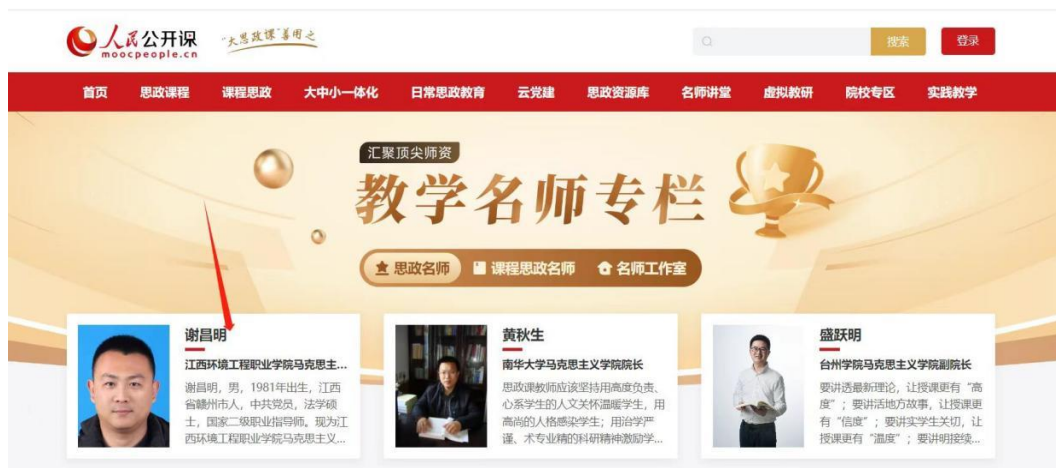 人民公开课
moocpeople.cn
"大思政课"善用之
搜索
登录
首页 思政课程 课程思政 大中小一体化 日常思政教育 云党建 思政资源库 名师讲堂 虚拟教研 院校专区 实践教学
汇聚顶尖师资
教学名师专栏
思政名师 课程思政名师 名师工作室
谢昌明
江西环境工程职业学院马克思主...
谢昌明，男，1981年出生，江西
省赣州市人，中共党员，法学硕
士，国家二级职业指导师。现为江
西环境工程职业学院马克思主义...
黄秋生
南华大学马克思主义学院院长
思政课教师应该坚持用高度负责、
心系学生的人文关怀温暖学生，用
高尚的人格感染学生；用治学严
谨、术专业精的科研精神激励学...
盛跃明
台州学院马克思主义学院副院长
要讲透最新理论，让授课更有“高
度”；要讲活地方故事，让授课更
有“信度”；要讲实学生关切，让
授课更有“温度”；要讲明接续...